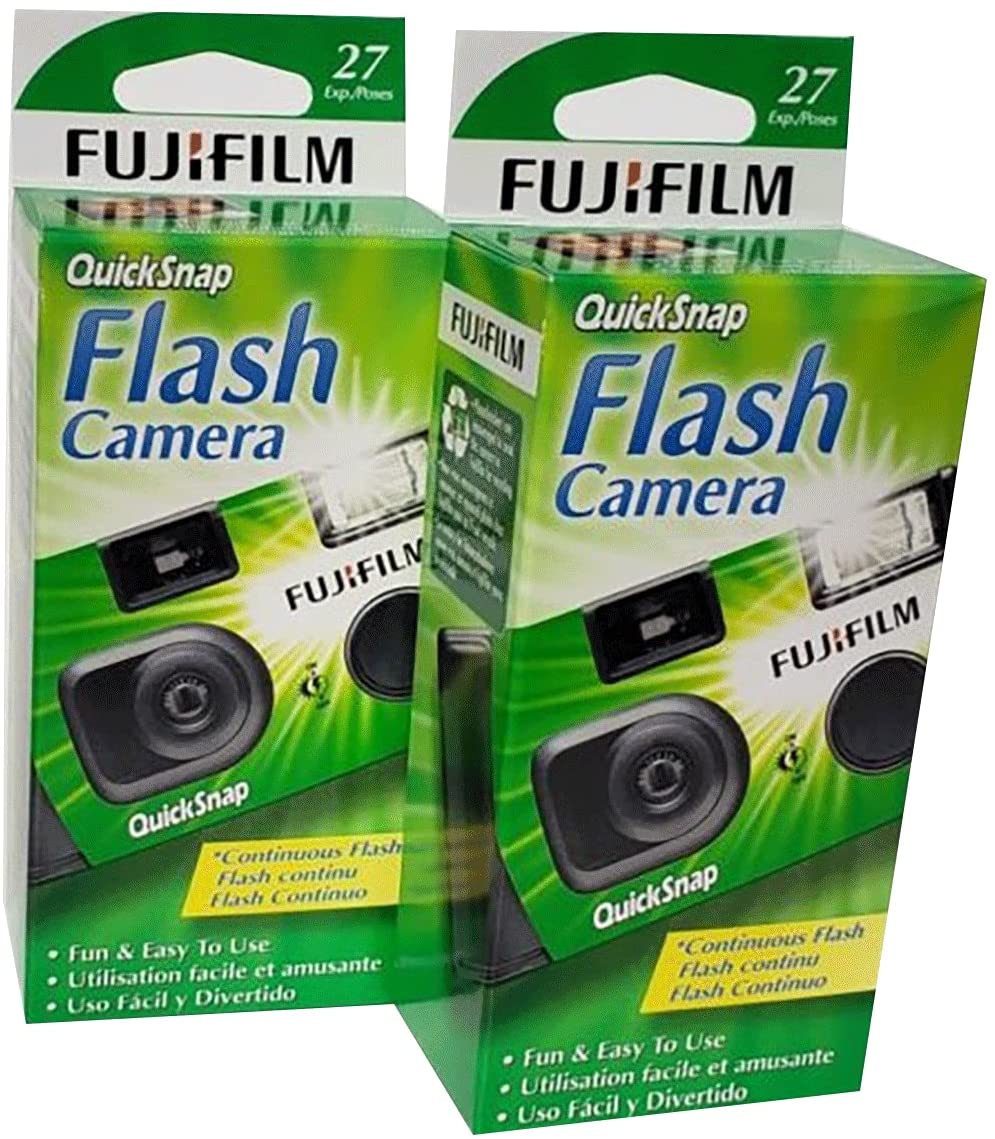 27
Exp./Poses
FUJIFILM
QuickSnap
Flash
Camera
FUJIFILM
QuickSnap
*Continuous Flash
Flash continu
Flash Continuo
• Fun & Easy To Use
• Utilisation facile et amusante
• Uso Fácil y Divertido
27
Exp./Poses
FUJIFILM
FUJIFILM
QuickSnap
Flash
Camera
FUJIFILM
QuickSnap
*Continuous Flash
Flash continu
Flash Continuo
• Fun & Easy To Use
• Utilisation facile et amusante
• Uso Fácil y Divertido